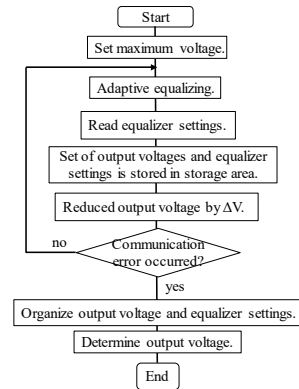 Start
Set maximum voltage.
Adaptive equalizing.
Read equalizer settings.
Set of output voltages and equalizer
settings is stored in storage area.
Reduced output voltage by ΔV.
no
Communication
error occurred?
yes
Organize output voltage and equalizer settings.
Determine output voltage.
End